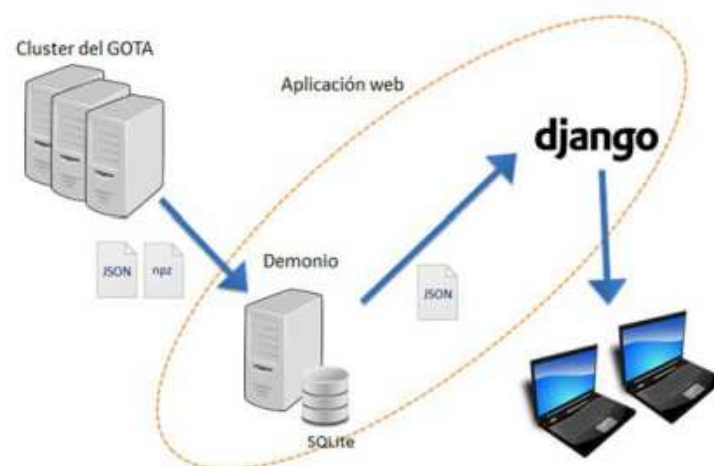 Cluster del GOTA
Aplicación web
django
JSON
npz
Demonio
JSON
SQLite